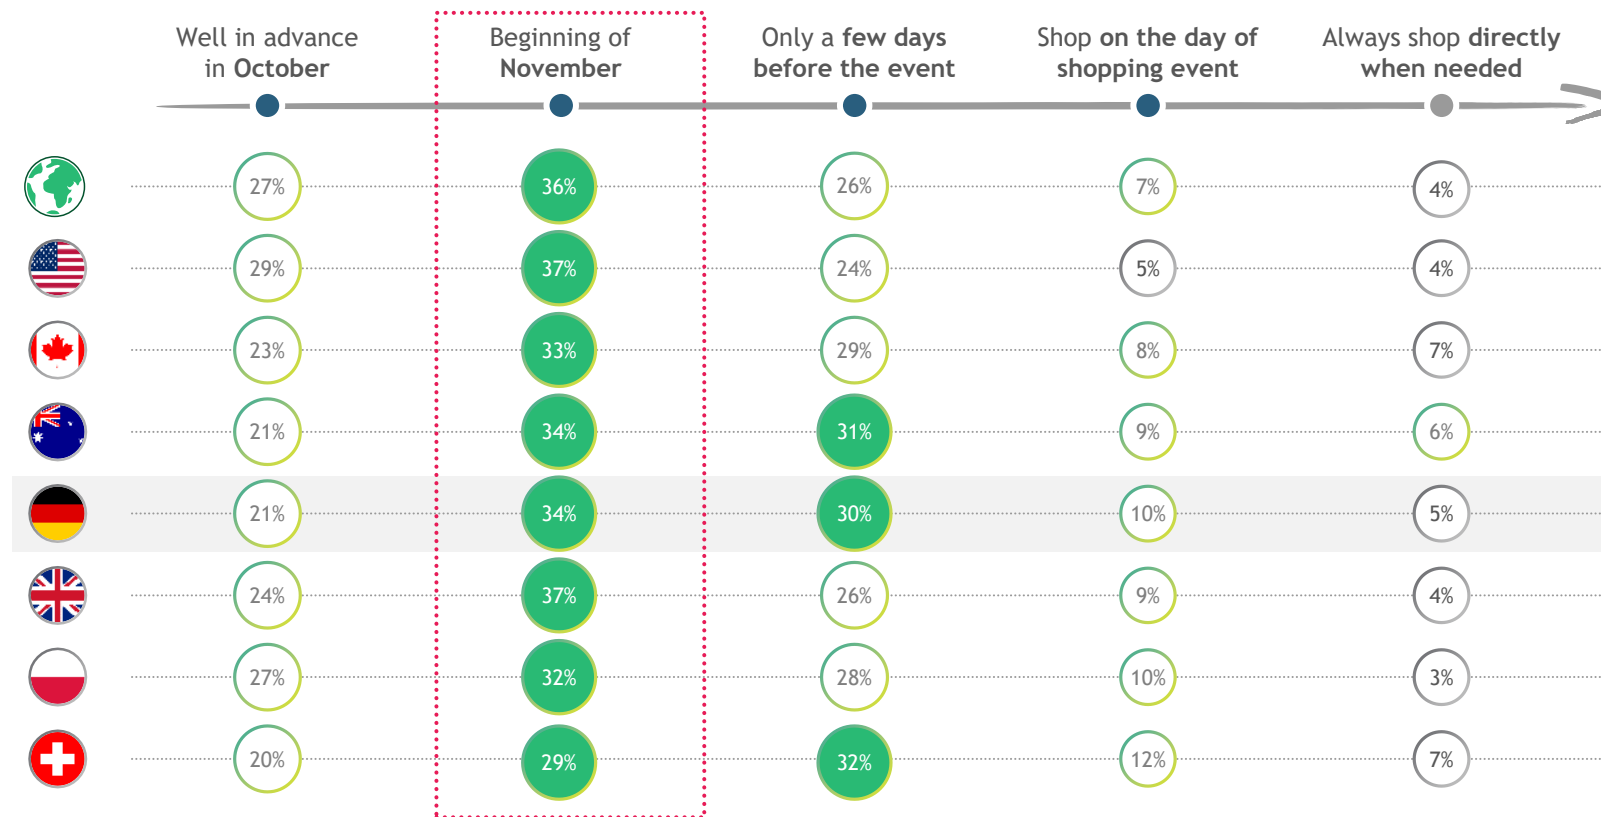 Well in advance
in October
Beginning of
November
Only a few days
before the event
Shop on the day of
shopping event
Always shop directly
when needed
27% 36% 26% 7% 4%
29% 37% 24% 5% 4%
23% 33% 29% 8% 7%
21% 34% 31% 9% 6%
21% 34% 30% 10% 5%
24% 37% 26% 9% 4%
27% 32% 28% 10% 3%
20% 29% 32% 12% 7%